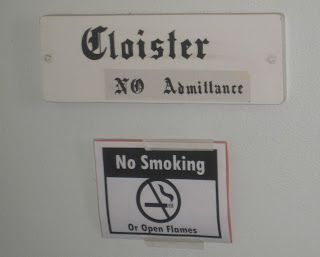 Cloister
NO Admittance
No Smoking
Or Open Flames